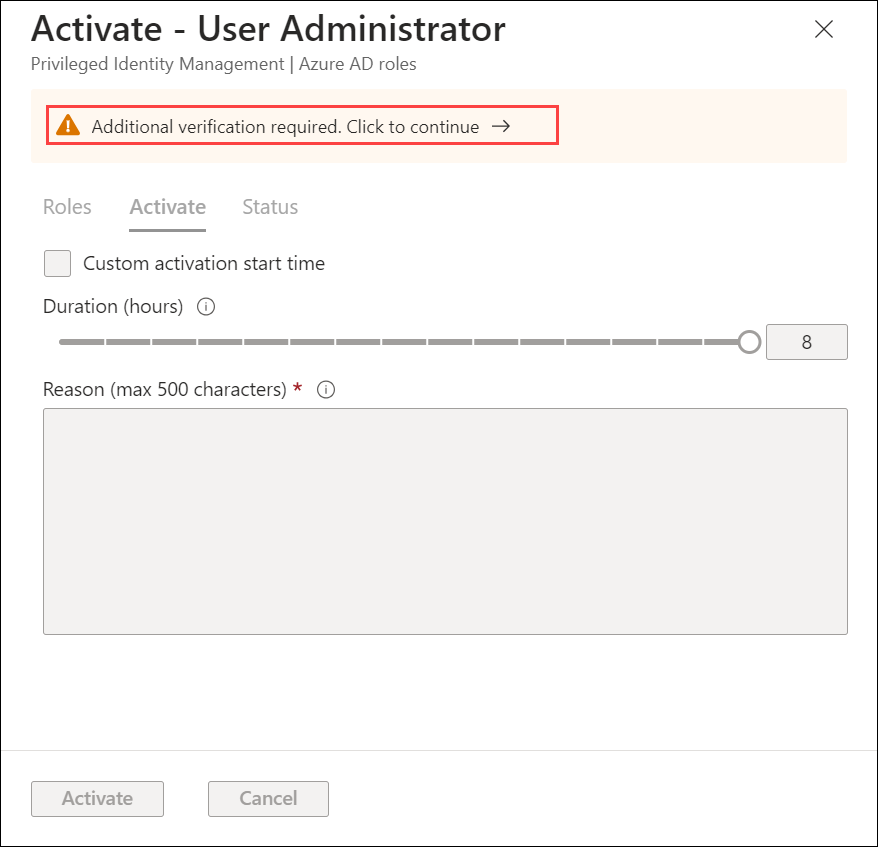 Activate - User Administrator
Privileged Identity Management | Azure AD roles
Additional verification required. Click to continue →
Roles Activate Status
Custom activation start time
Duration (hours)
8
Reason (max 500 characters) *
Activate Cancel